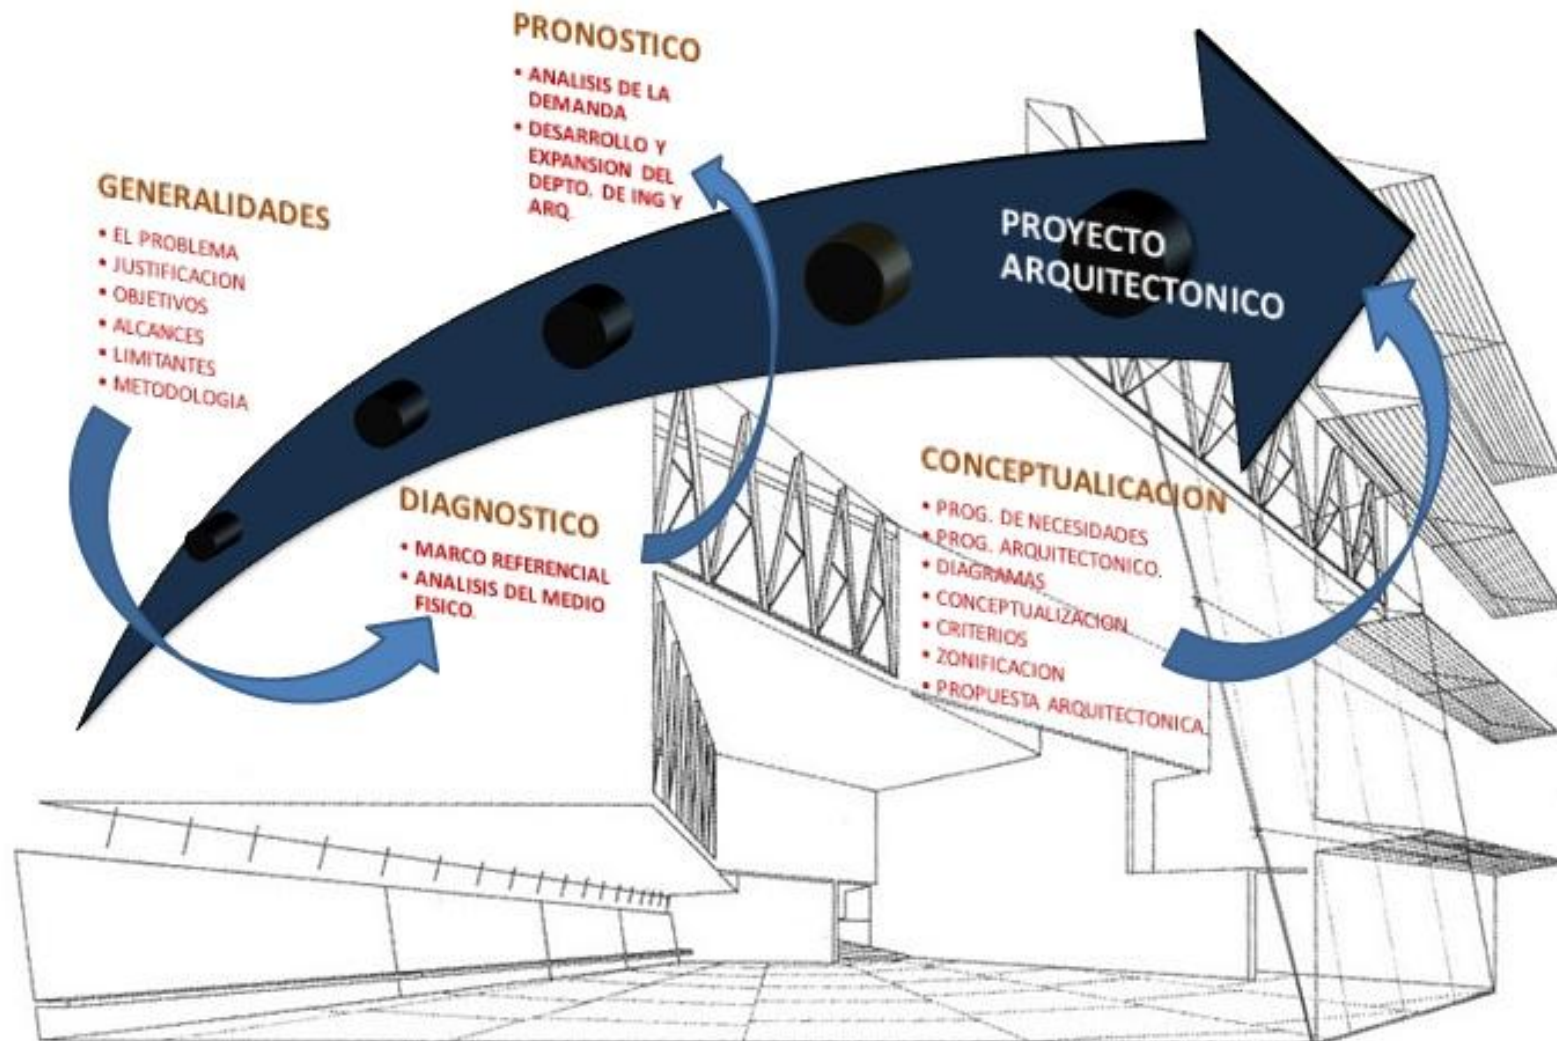 GENERALIDADES
• EL PROBLEMA
• JUSTIFICACION
• OBJETIVOS
• ALCANCES
• LIMITANTES
• METODOLOGIA
DIAGNOSTICO
• MARCO REFERENCIAL
• ANALISIS DEL MEDIO
FISICO.
PRONOSTICO
• ANALISIS DE LA
DEMANDA
• DESARROLLO Y
EXPANSION DEL
DEPTO. DE ING Y
ARQ.
CONCEPTUALICACION
• PROG. DE NECESIDADES
• PROG. ARQUITECTONICO.
• DIAGRAMAS
• CONCEPTUALIZACION
• CRITERIOS
• ZONIFICACION
• PROPUESTA ARQUITECTONICA
PROYECTO
ARQUITECTONICO